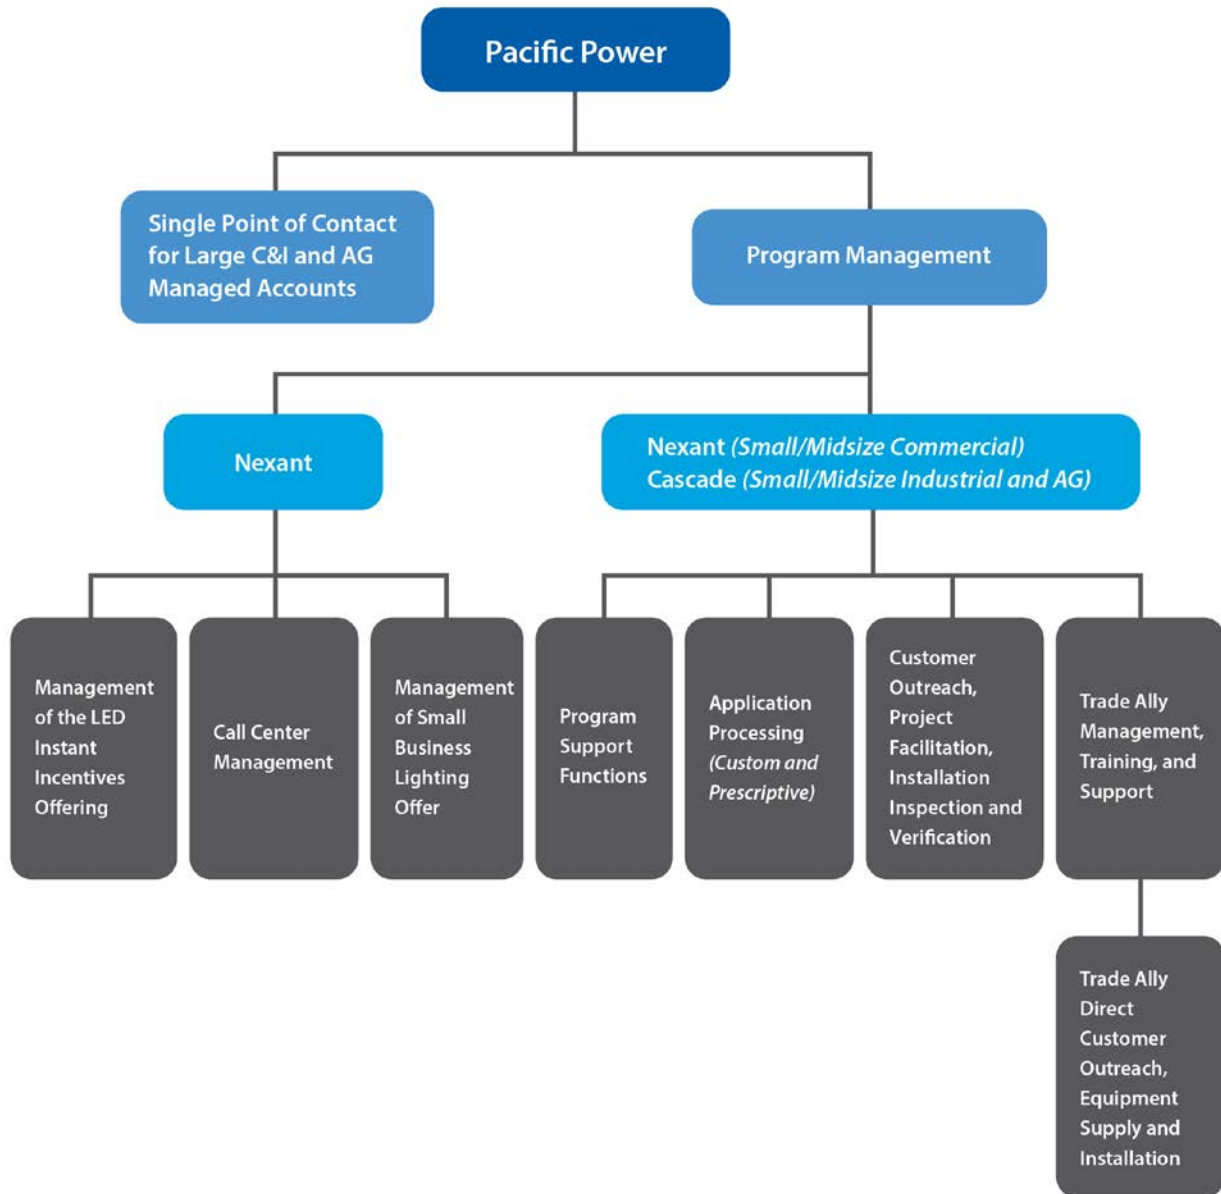 Pacific Power
Single Point of Contact
for Large C&I and AG
Managed Accounts
Program Management
Nexant
Nexant (Small/Midsize Commercial)
Cascade (Small/Midsize Industrial and AG)
Management
of the LED
Instant
Incentives
Offering
Call Center
Management
Management
of Small
Business
Lighting
Offer
Program
Support
Functions
Application
Processing
(Custom and
Prescriptive)
Customer
Outreach,
Project
Facilitation,
Installation
Inspection and
Verification
Trade Ally
Management,
Training, and
Support
Trade Ally
Direct
Customer
Outreach,
Equipment
Supply and
Installation